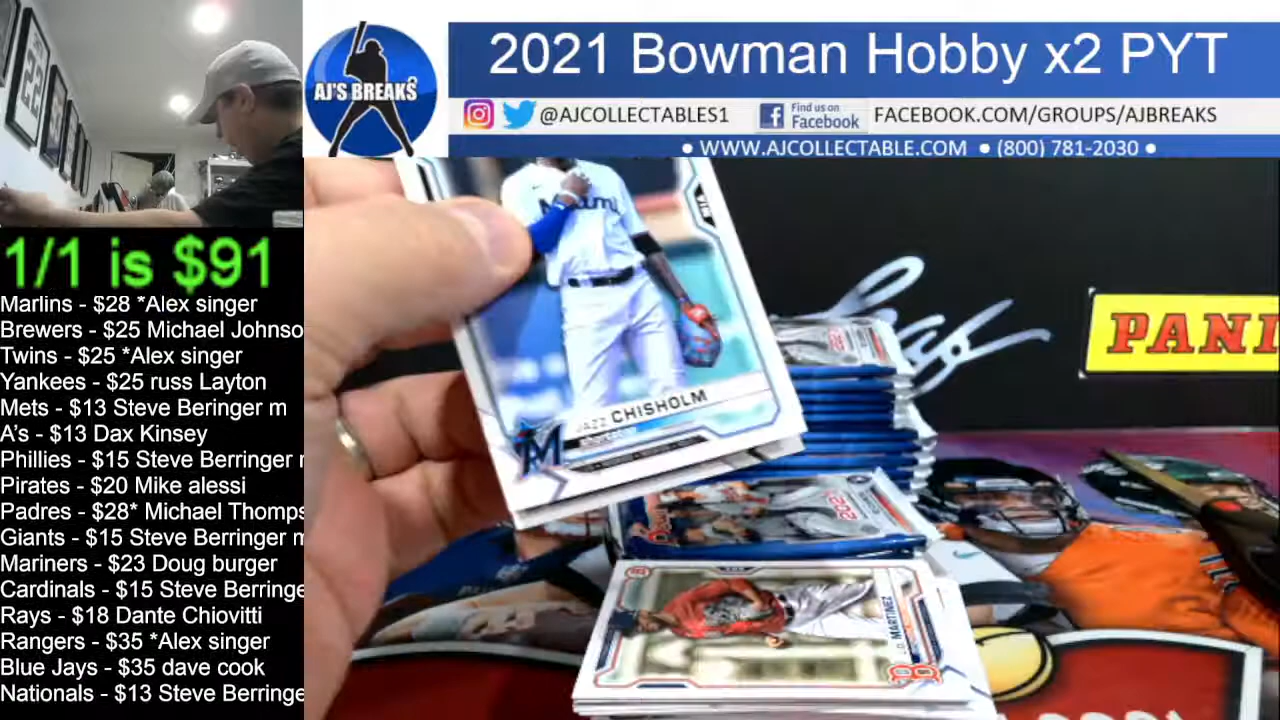 2021 Bowman Hobby x2 PYT
AJ'S BREAKS
@AJCOLLECTABLES1
Find us on
Facebook
FACEBOOK.COM/GROUPS/AJBREAKS
• WWW.AJCOLLECTABLE.COM • (800) 781-2030 •
1/1 is $91
Marlins - $28 *Alex singer
Brewers - $25 Michael Johnso
Twins - $25 *Alex singer
Yankees - $25 russ Layton
Mets - $13 Steve Beringer m
A's - $13 Dax Kinsey
Phillies - $15 Steve Berringer r
Pirates - $20 Mike alessi
Padres - $28* Michael Thomps
Giants - $15 Steve Berringer m
Mariners - $23 Doug burger
Cardinals - $15 Steve Berringe
Rays - $18 Dante Chiovitti
Rangers - $35 *Alex singer
Blue Jays - $35 dave cook
Nationals - $13 Steve Berringe
Miami
JAZZ CHISHOLM
M
PANI
2021
2021
J.D. MARTINEZ
B